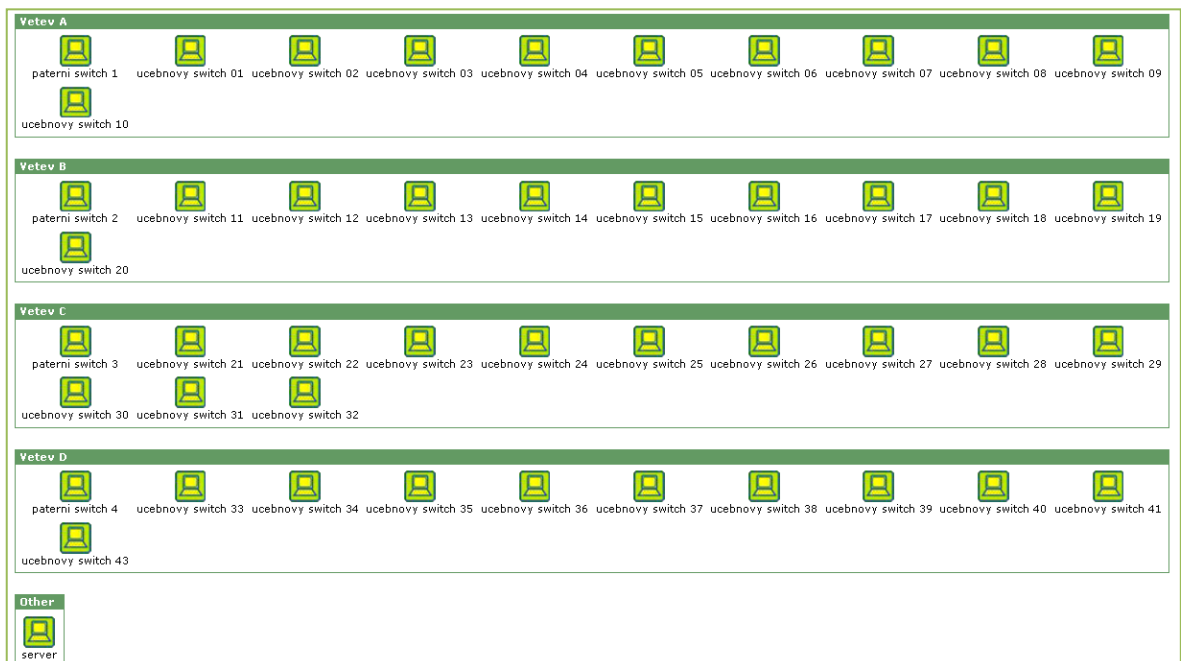 Vetev A
paterni switch 1 ucebnovy switch 01 ucebnovy switch 02 ucebnovy switch 03 ucebnovy switch 04 ucebnovy switch 05 ucebnovy switch 06 ucebnovy switch 07 ucebnovy switch 08 ucebnovy switch 09
ucebnovy switch 10
Vetev B
paterni switch 2 ucebnovy switch 11 ucebnovy switch 12 ucebnovy switch 13 ucebnovy switch 14 ucebnovy switch 15 ucebnovy switch 16 ucebnovy switch 17 ucebnovy switch 18 ucebnovy switch 19
ucebnovy switch 20
Vetev C
paterni switch 3 ucebnovy switch 21 ucebnovy switch 22 ucebnovy switch 23 ucebnovy switch 24 ucebnovy switch 25 ucebnovy switch 26 ucebnovy switch 27 ucebnovy switch 28 ucebnovy switch 29
ucebnovy switch 30 ucebnovy switch 31 ucebnovy switch 32
Vetev D
paterni switch 4 ucebnovy switch 33 ucebnovy switch 34 ucebnovy switch 35 ucebnovy switch 36 ucebnovy switch 37 ucebnovy switch 38 ucebnovy switch 39 ucebnovy switch 40 ucebnovy switch 41
ucebnovy switch 43
Other
server